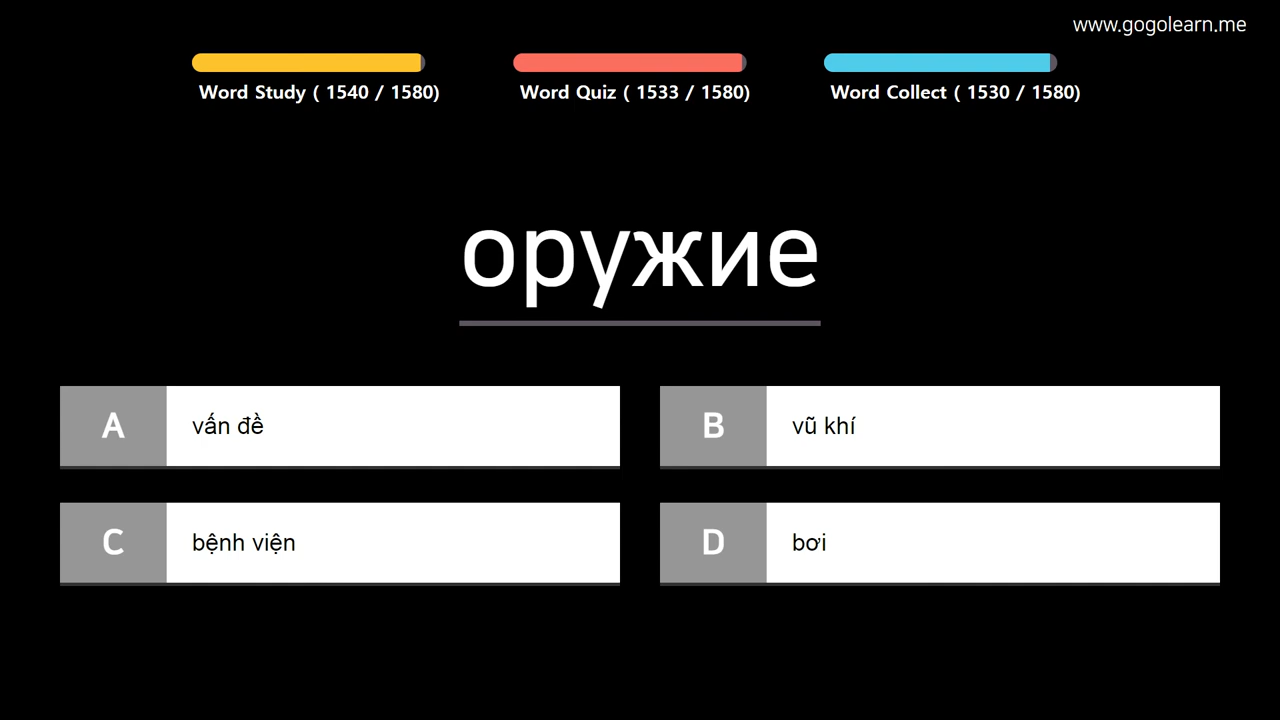 www.gogolearn.me
Word Study ( 1540 / 1580)
Word Quiz ( 1533 / 1580)
Word Collect ( 1530 / 1580)
оружие
A vấn đề
B vũ khí
C bệnh viện
D bơi